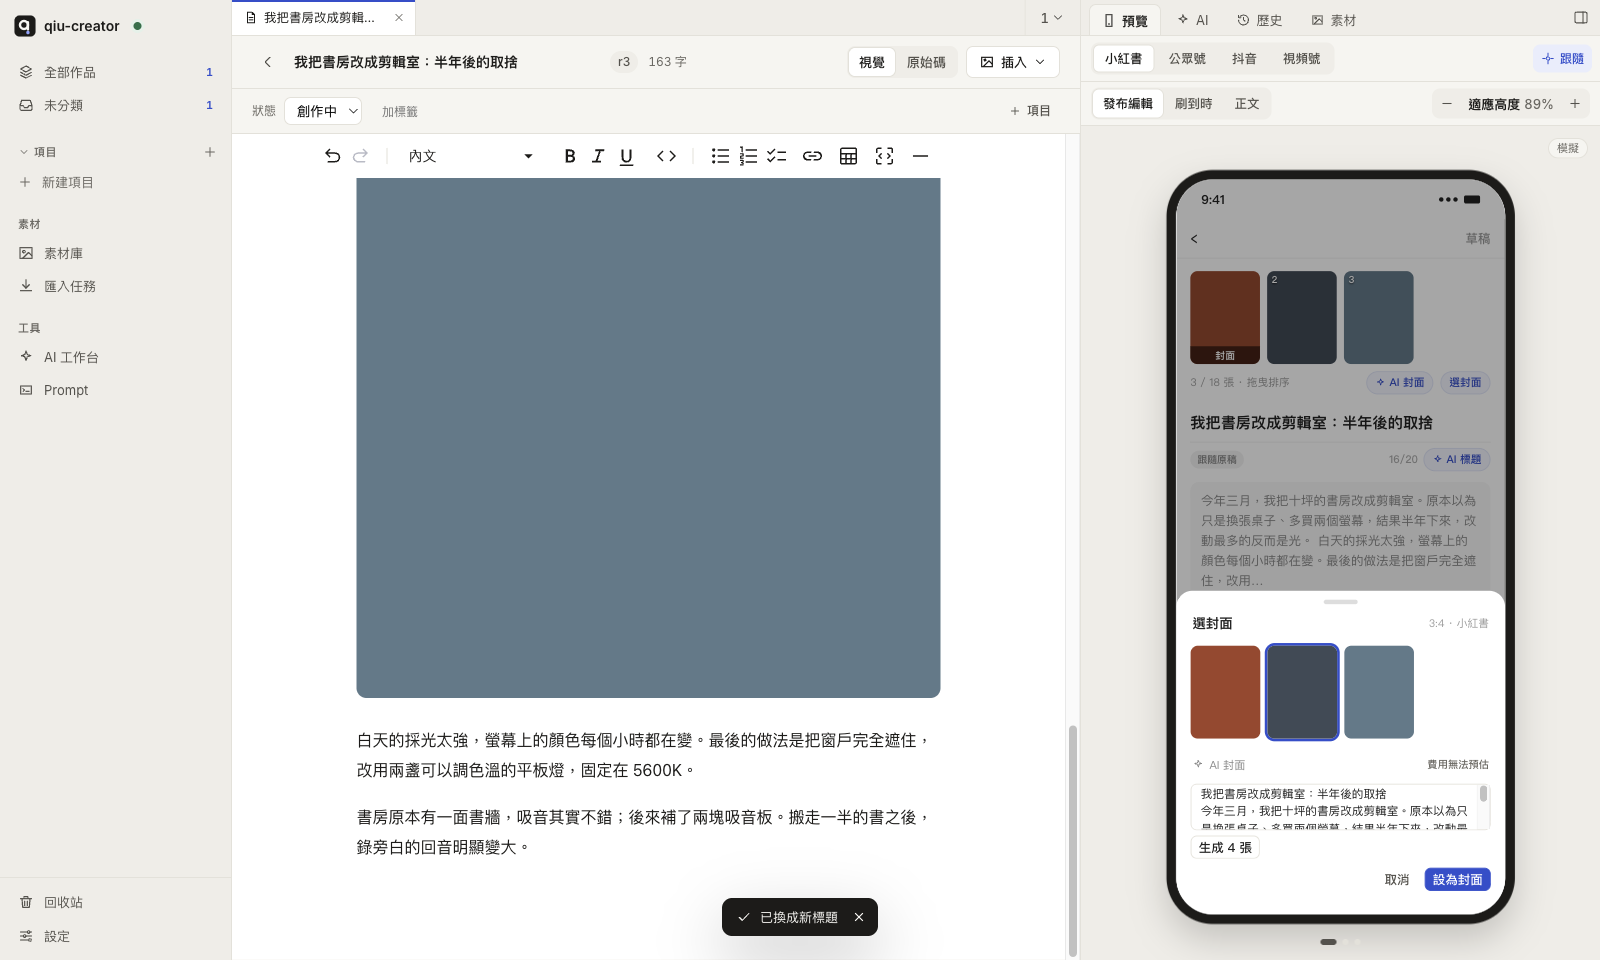 qiu-creator
全部作品 1
未分類 1
項目
新建項目
素材
素材庫
匯入任務
工具
AI 工作台
Prompt
回收站
設定
我把書房改成剪輯...
1
我把書房改成剪輯室：半年後的取捨
r3 163 字
視覺 原始碼
插入
狀態 創作中 加標籤
項目
內文
白天的採光太強，螢幕上的顏色每個小時都在變。最後的做法是把窗戶完全遮住，
改用兩盞可以調色溫的平板燈，固定在 5600K。
書房原本有一面書牆，吸音其實不錯；後來補了兩塊吸音板。搬走一半的書之後，
錄旁白的回音明顯變大。
已換成新標題
預覽 AI 歷史 素材
小紅書 公眾號 抖音 視頻號
跟隨
發布編輯 刷到時 正文
適應高度 89%
模擬
9:41
草稿
2 3
封面
3 / 18 張 · 拖曳排序
AI 封面 選封面
我把書房改成剪輯室：半年後的取捨
跟隨原稿 16/20 AI 標題
今年三月，我把十坪的書房改成剪輯室。原本以為
只是換張桌子、多買兩個螢幕，結果半年下來，改
動最多的反而是光。 白天的採光太強，螢幕上的
顏色每個小時都在變。最後的做法是把窗戶完全遮
住，改用...
選封面 3:4 · 小紅書
AI 封面 費用無法預估
我把書房改成剪輯室：半年後的取捨
今年三月，我把十坪的書房改成剪輯室。原本以為只
是換張桌子、多買兩個螢幕，結果半年下來，改動最
生成 4 張
取消 設為封面